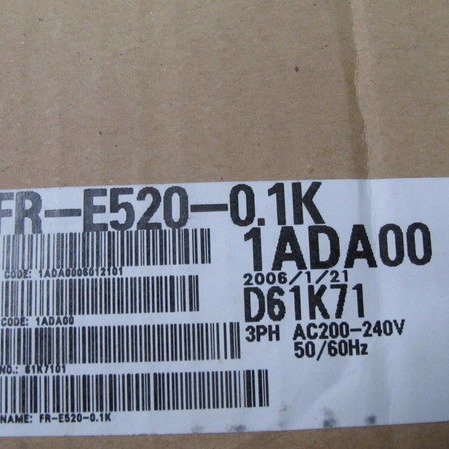 FR-E520-0.1K
1ADA00
CODE: 1ADA0006012101
2006/1/21
D61K71
CODE: 1ADA00
3PH AC200-240V
50/60Hz
NO.: 61K7101
NAME: FR-E520-0.1K